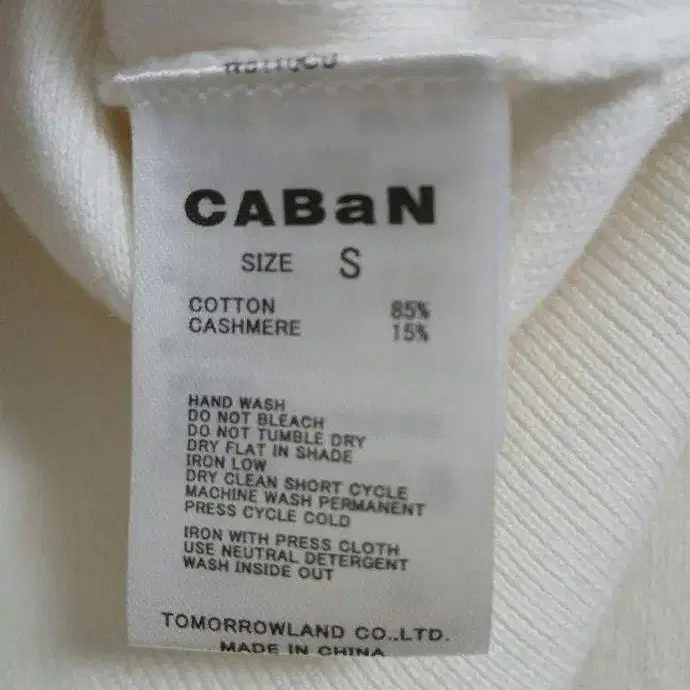 CABaN
SIZE S
COTTON 85%
CASHMERE 15%
HAND WASH
DO NOT BLEACH
DO NOT TUMBLE DRY
DRY FLAT IN SHADE
IRON LOW
DRY CLEAN SHORT CYCLE
MACHINE WASH PERMANENT
PRESS CYCLE COLD
IRON WITH PRESS CLOTH
USE NEUTRAL DETERGENT
WASH INSIDE OUT
TOMORROWLAND CO.,LTD.
MADE IN CHINA